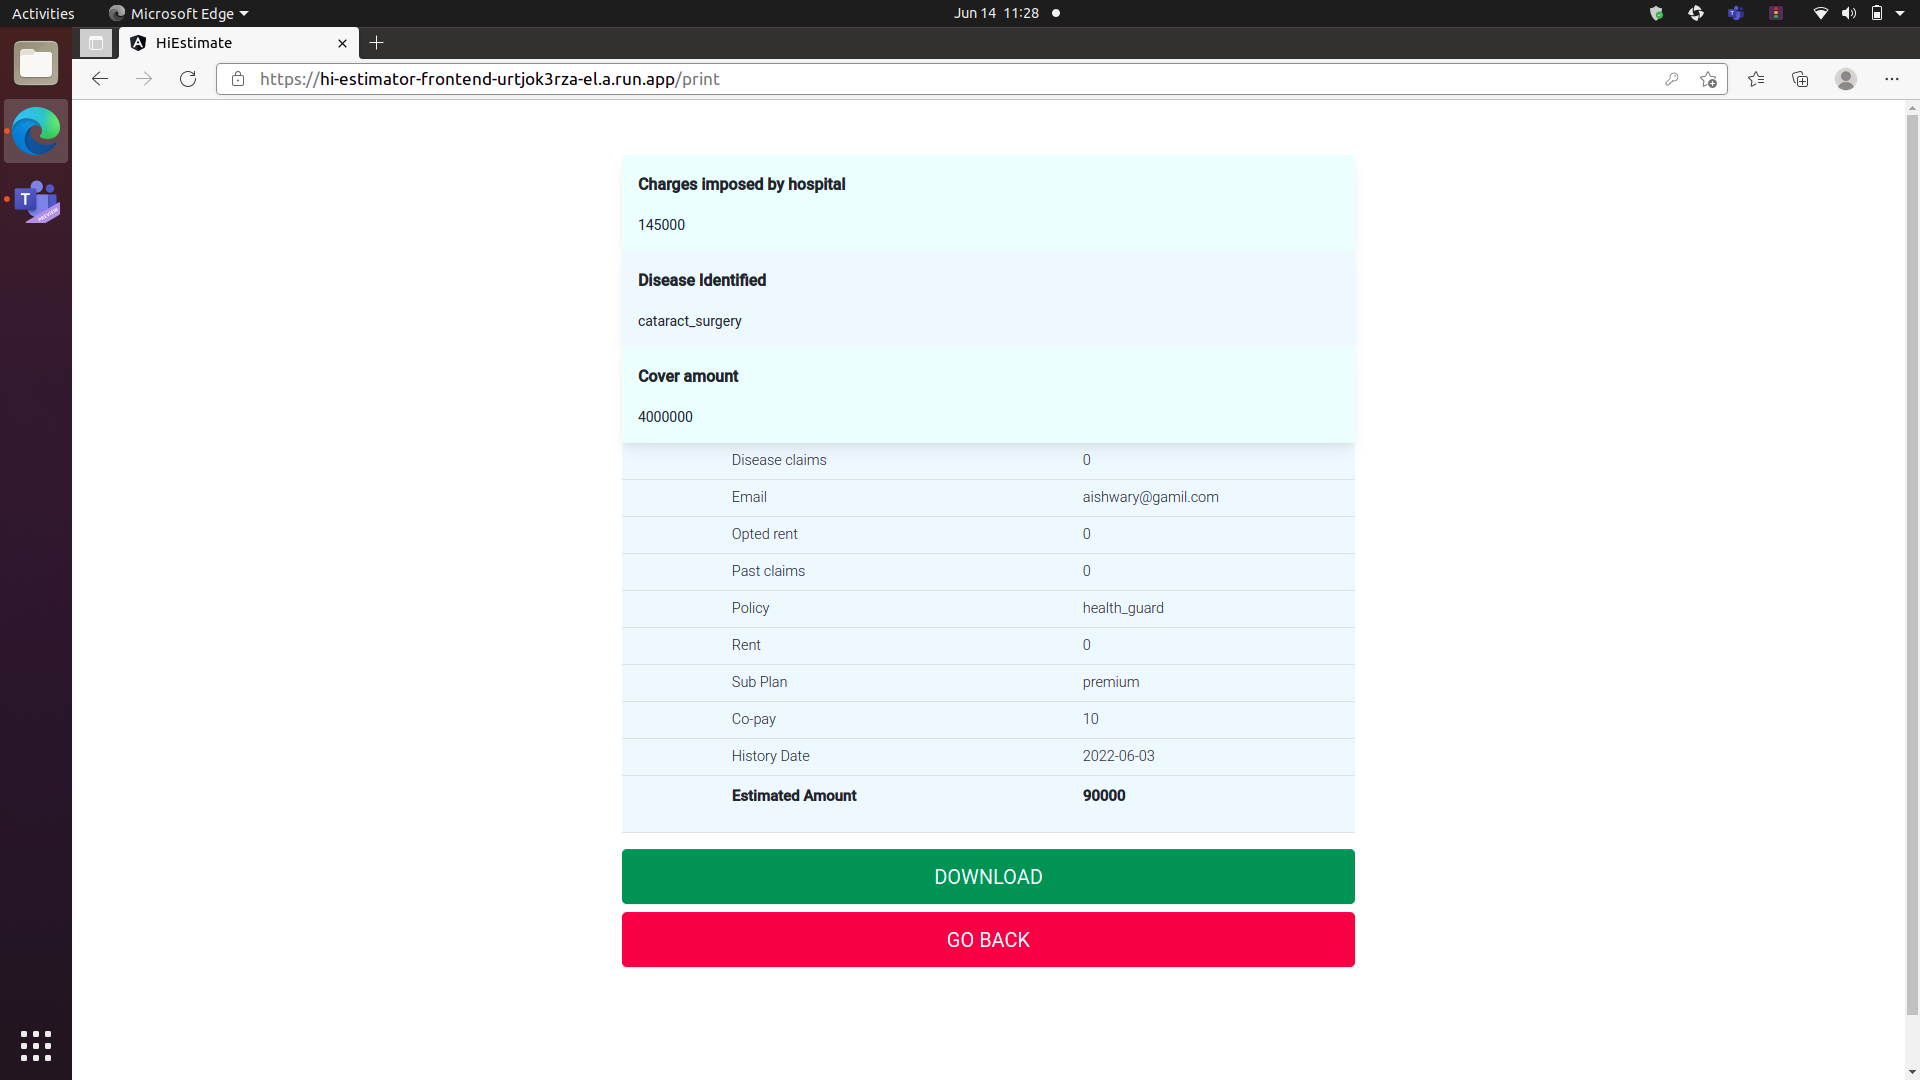 Activities Microsoft Edge Jun 14 11:28
HiEstimate
https://hi-estimator-frontend-urtjok3rza-el.a.run.app/print
Charges imposed by hospital
145000
Disease Identified
cataract_surgery
Cover amount
4000000
Disease claims 0
Email aishwary@gamil.com
Opted rent 0
Past claims 0
Policy health_guard
Rent 0
Sub Plan premium
Co-pay 10
History Date 2022-06-03
Estimated Amount 90000
DOWNLOAD
GO BACK
T
PREVIEW